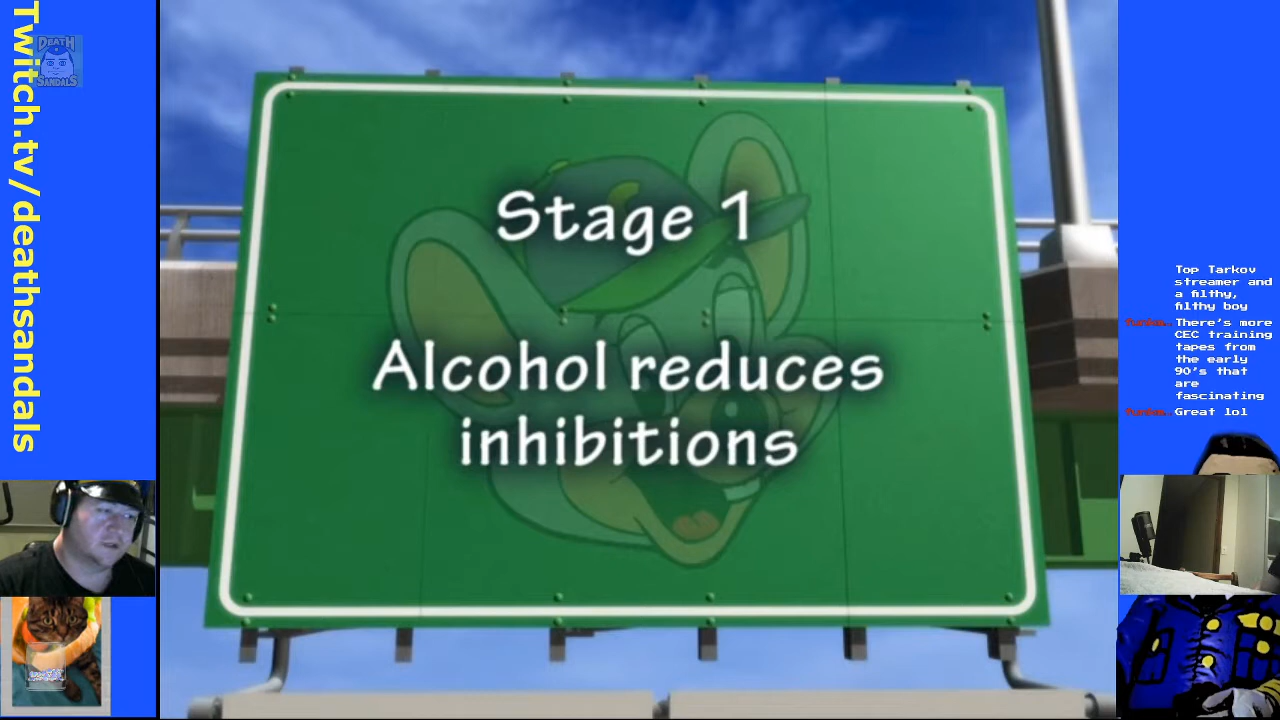 Twitch.tv/deathsandals
DEATH
SANDALS
Stage 1
Alcohol reduces
inhibitions
Top Tarkov
streamer and
a filthy,
filthy boy
There's more
CEC training
tapes from
the early
90's that
are
fascinating
Great lol